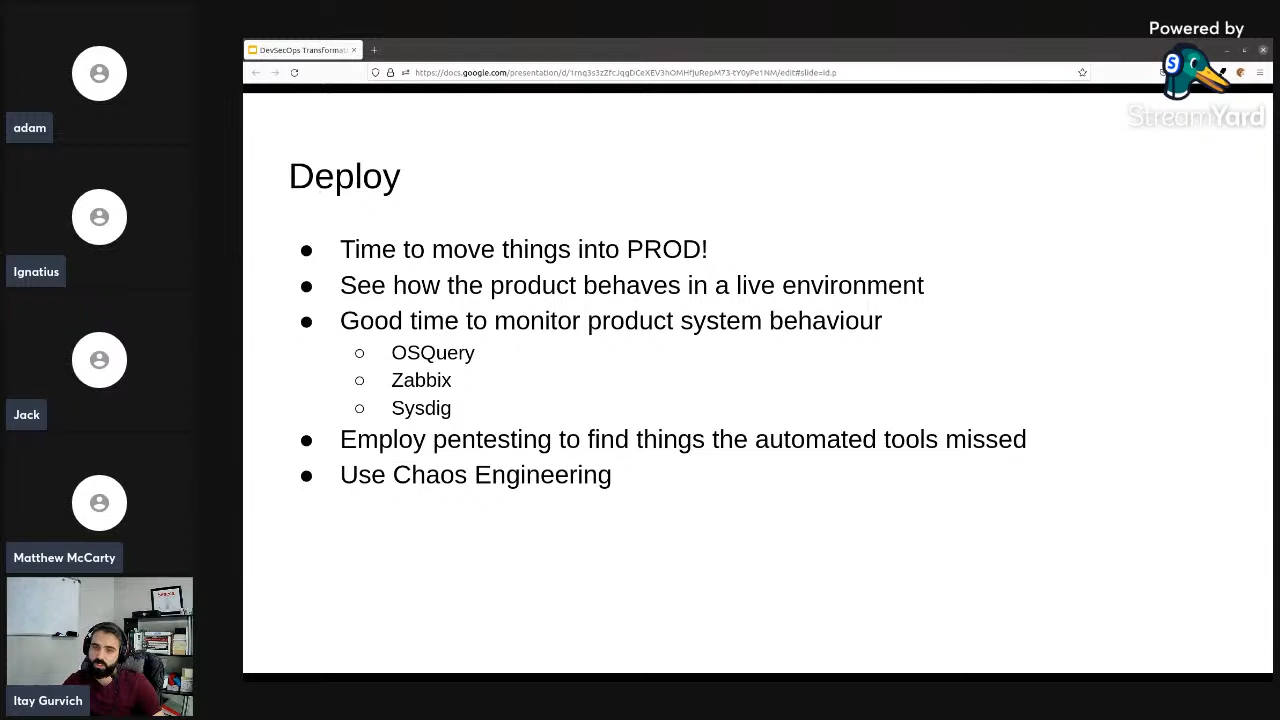 Powered by
StreamYard
DevSecOps Transformati
adam
Ignatius
Jack
Matthew McCarty
Itay Gurvich
Deploy
● Time to move things into PROD!
● See how the product behaves in a live environment
● Good time to monitor product system behaviour
○ OSQuery
○ Zabbix
○ Sysdig
● Employ pentesting to find things the automated tools missed
● Use Chaos Engineering